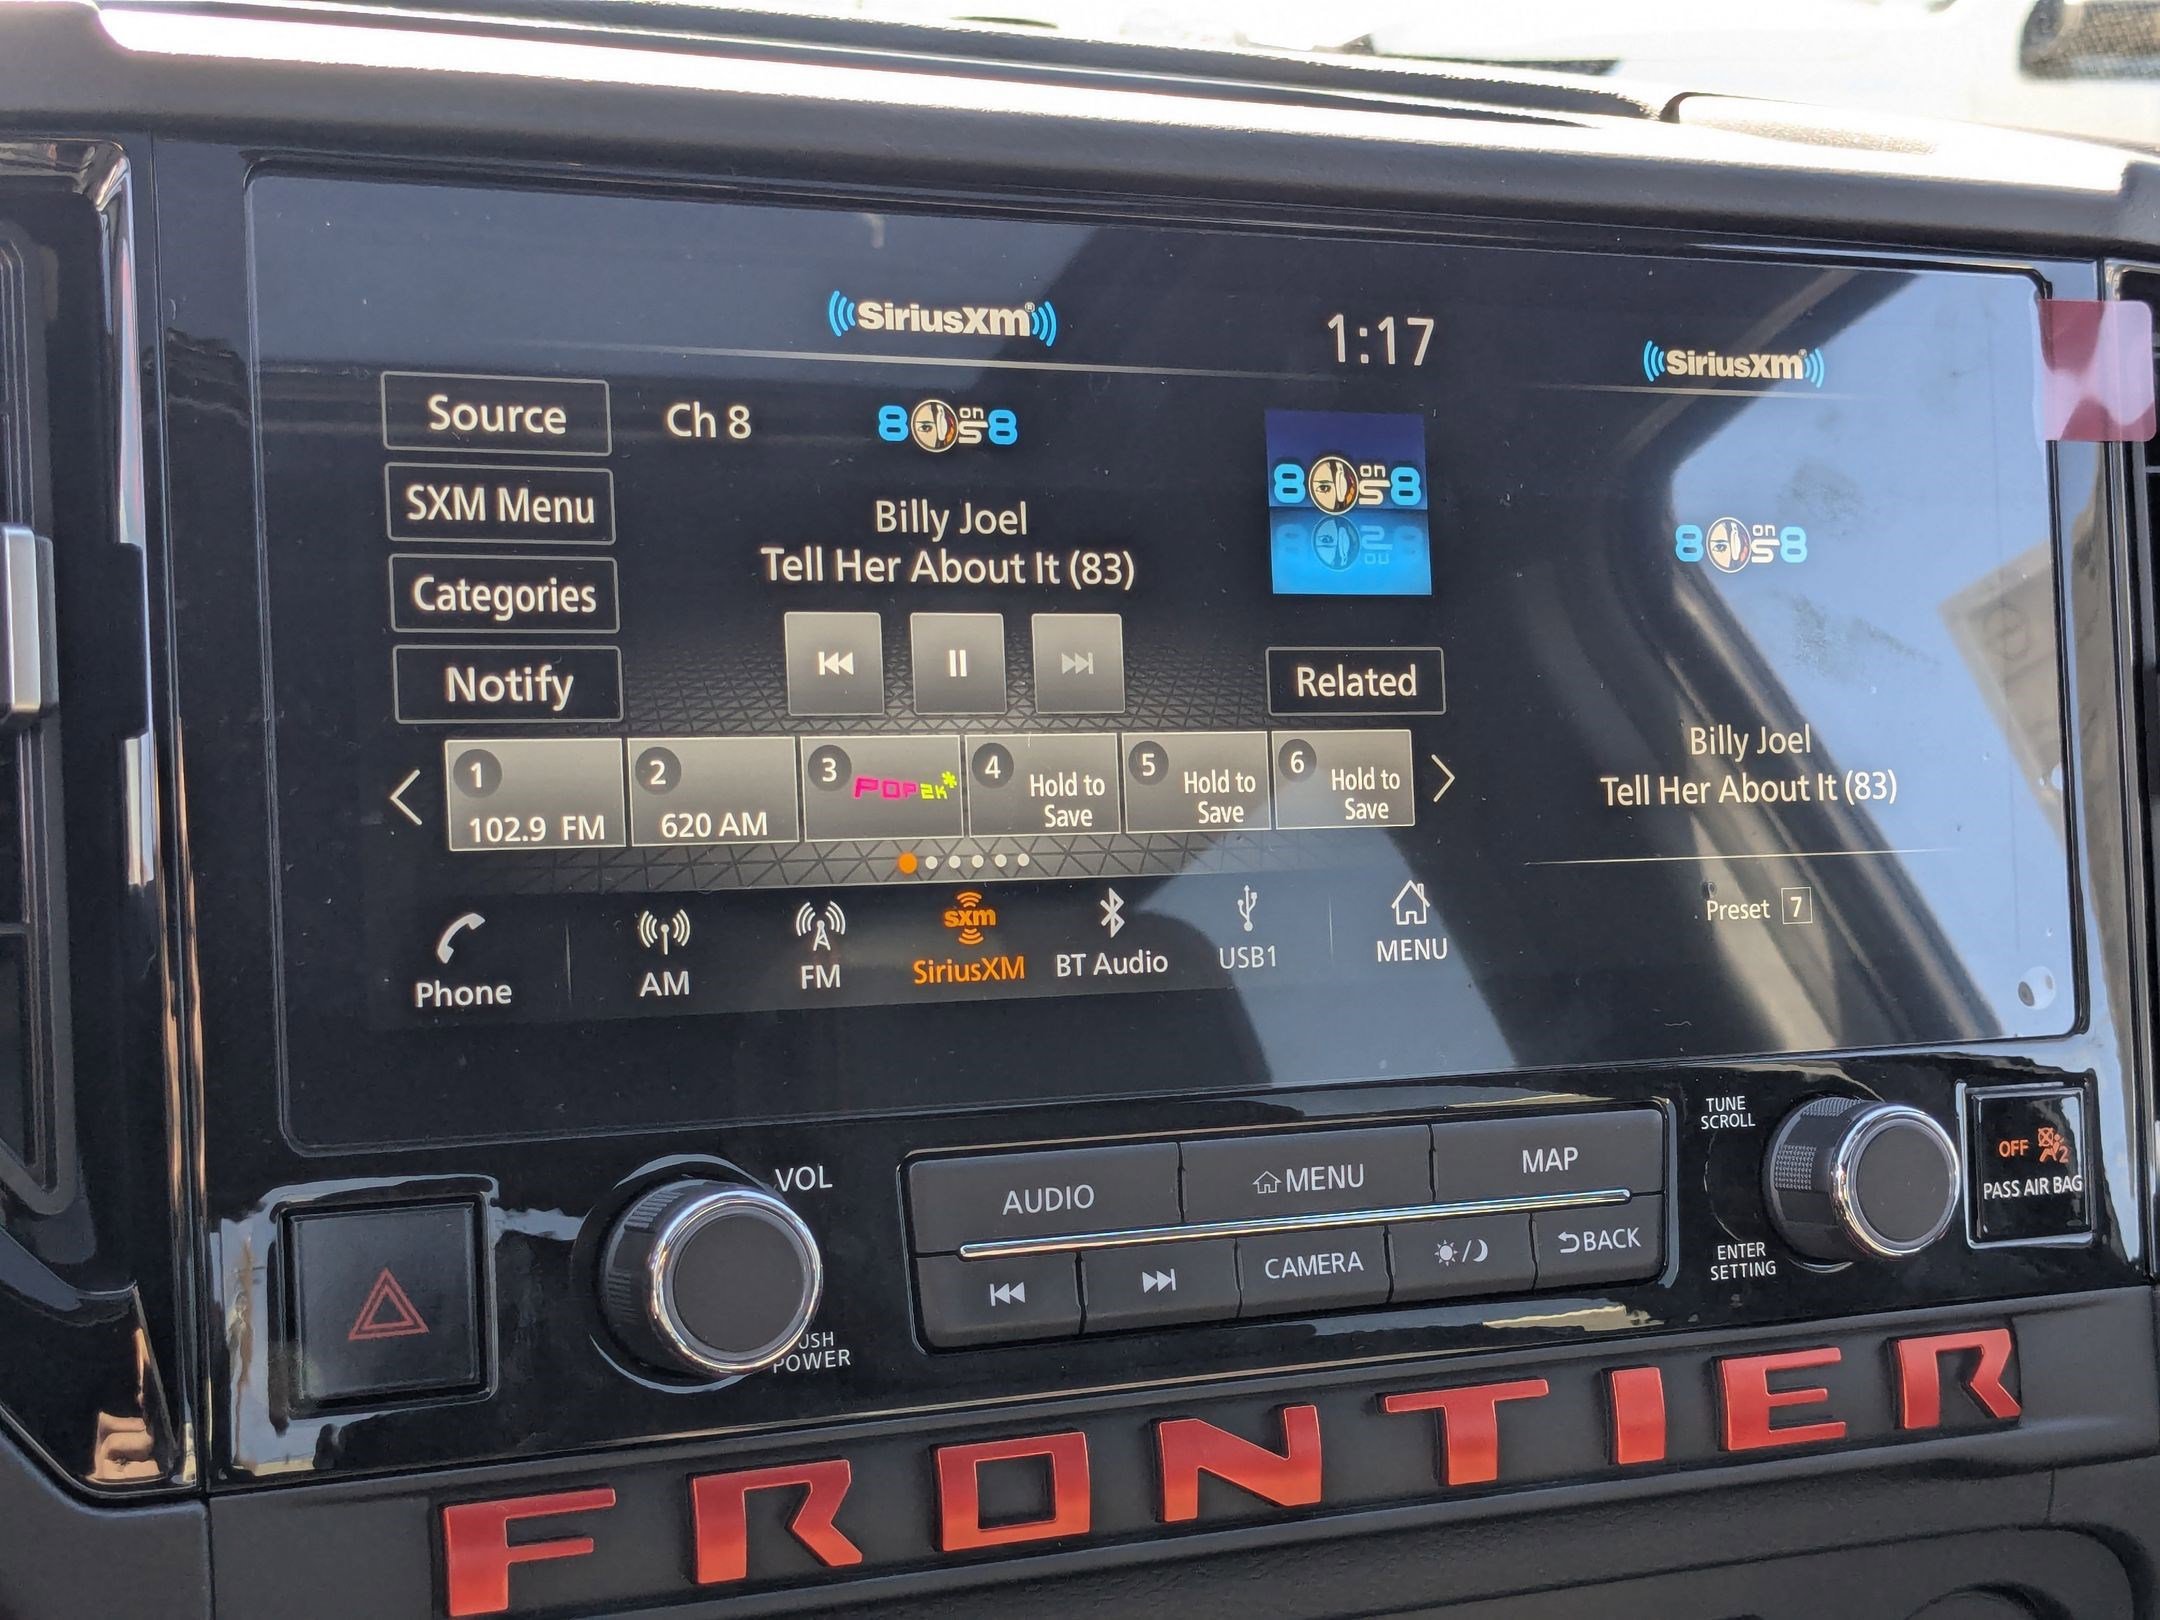 SiriusXM
1:17
SiriusXM
Source
Ch 8
80s on 8
80s on 8
SXM Menu
Billy Joel
Tell Her About It (83)
80s on 8
Categories
Notify
Related
1
102.9 FM
2
620 AM
3
POP2K
4
Hold to
Save
5
Hold to
Save
6
Hold to
Save
Billy Joel
Tell Her About It (83)
Preset 7
Phone
AM
FM
sxm
SiriusXM
BT Audio
USB1
MENU
VOL
PUSH
POWER
AUDIO
MENU
MAP
CAMERA
BACK
TUNE
SCROLL
ENTER
SETTING
OFF 2
PASS AIR BAG
FRONTIER